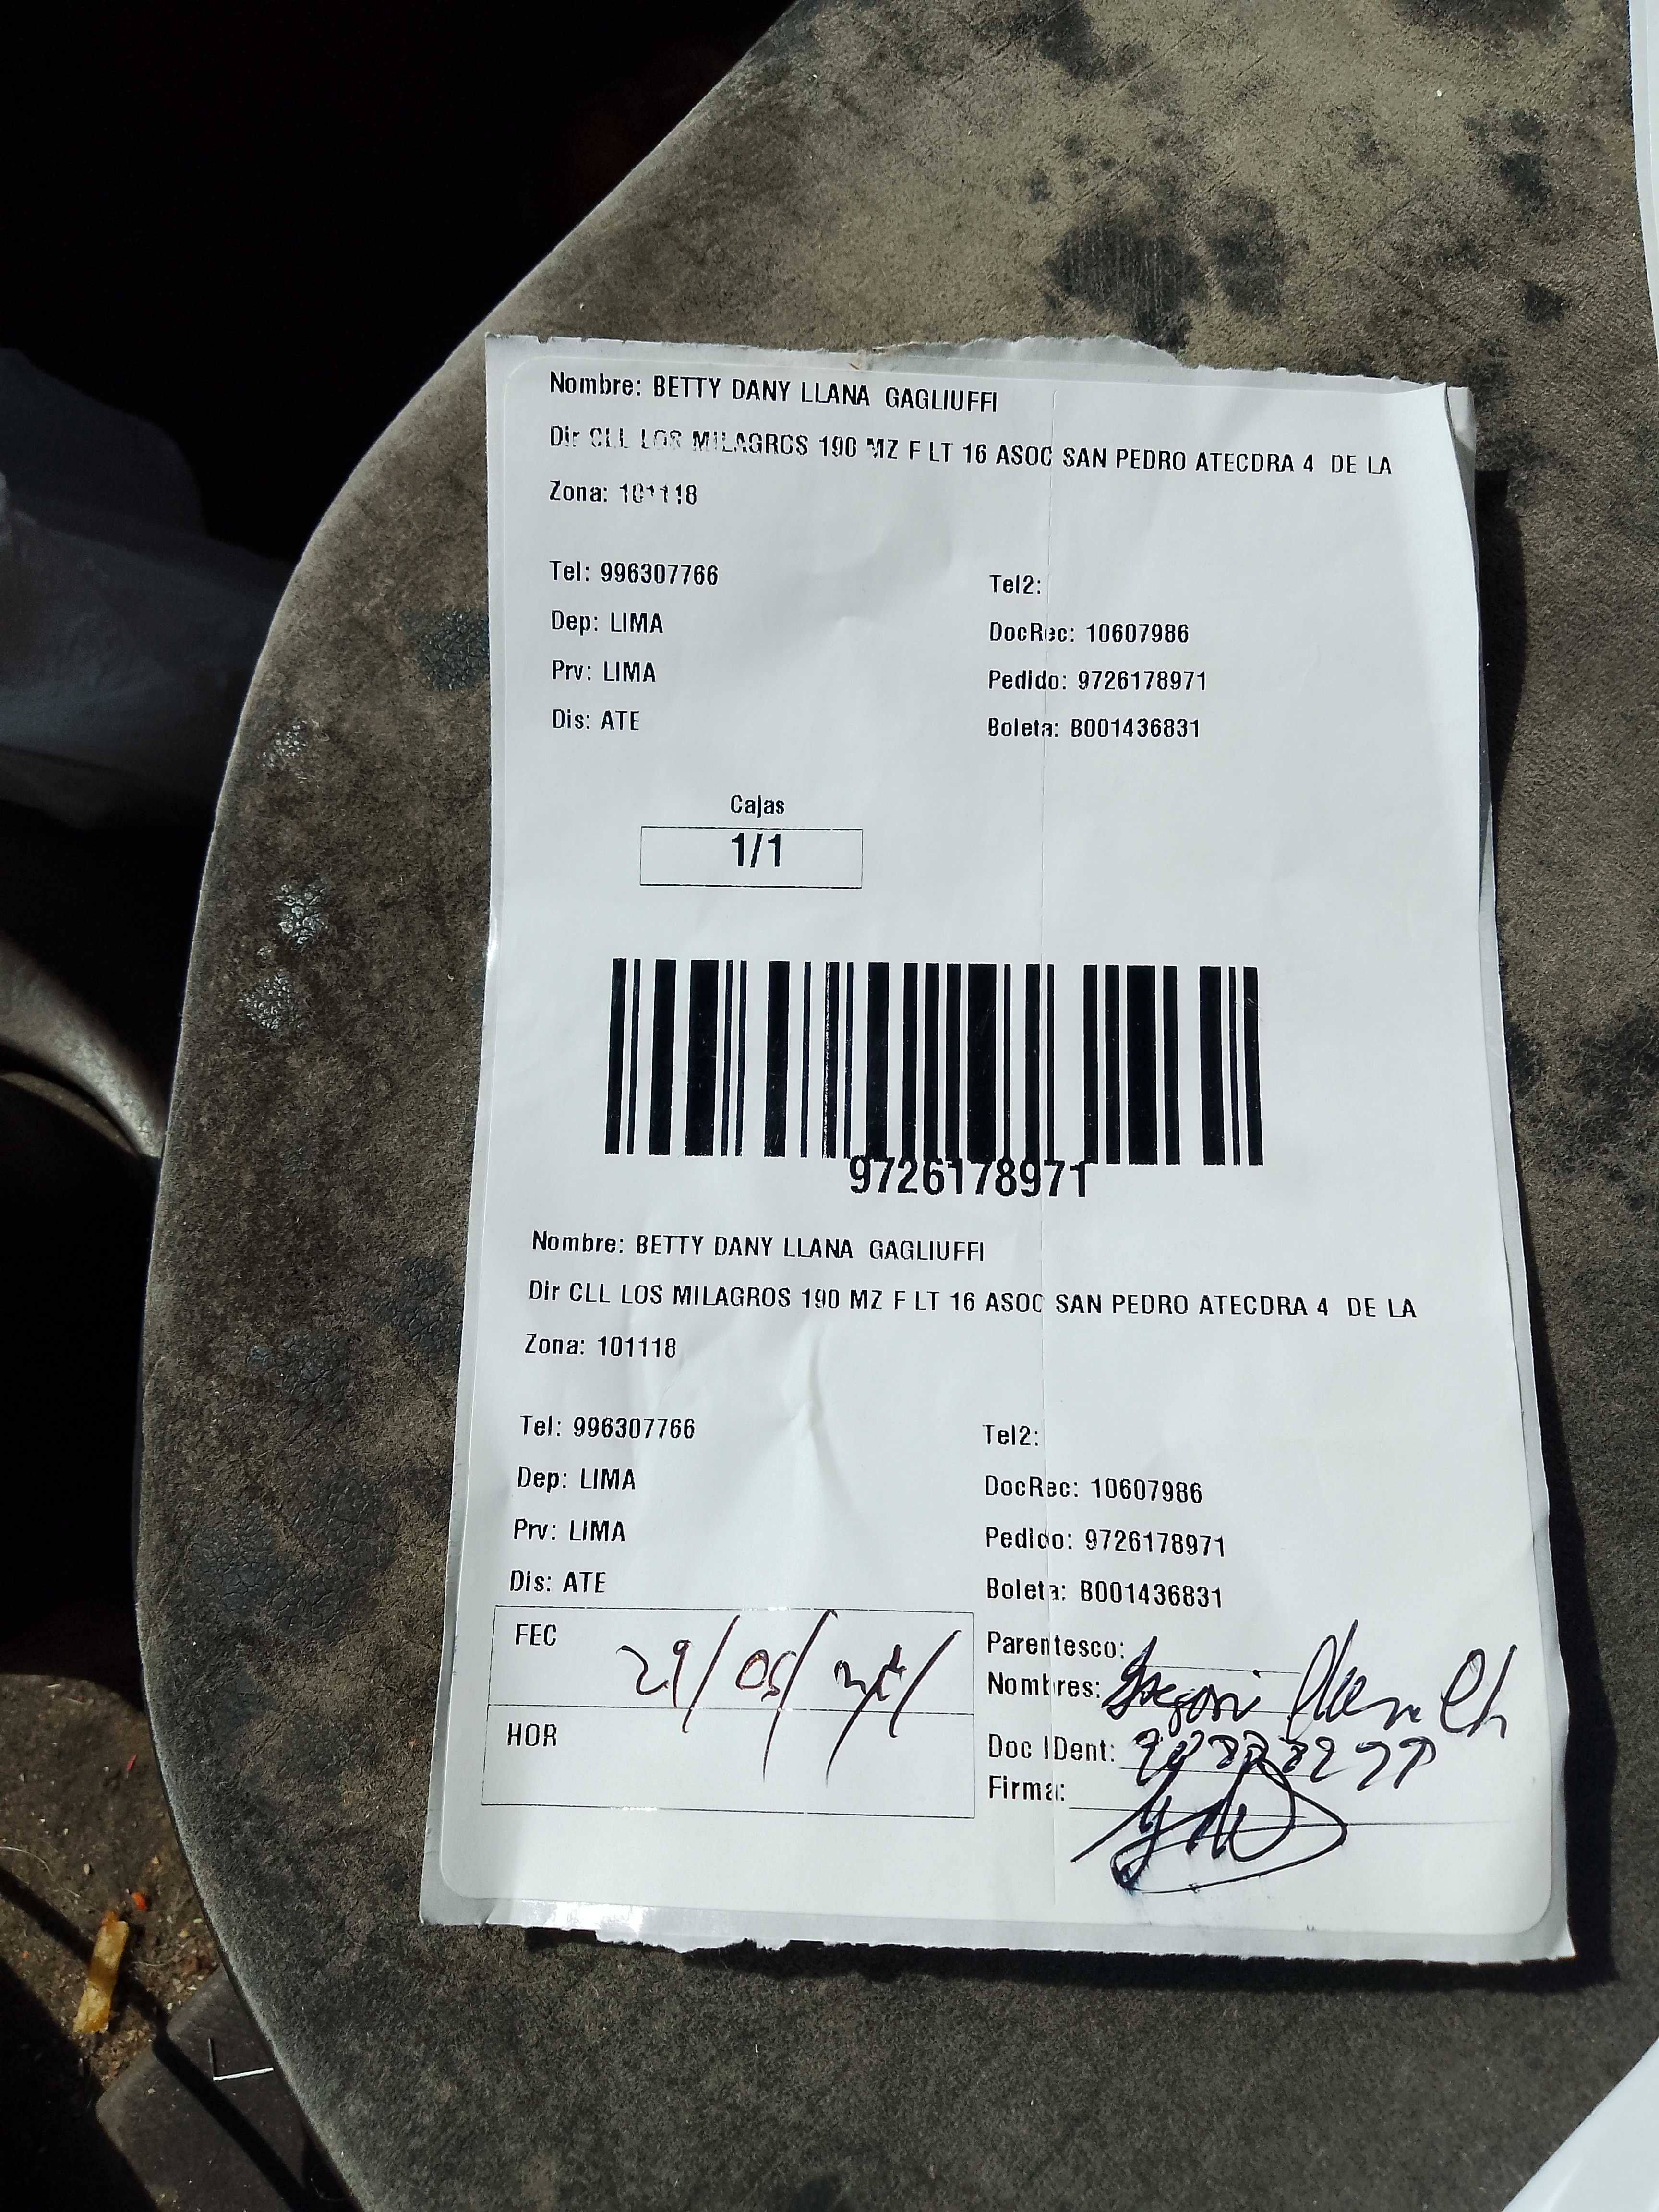 Nombre: BETTY DANY LLANA GAGLIUFFI
Dir CLL LOS MILAGROS 190 MZ F LT 16 ASOC SAN PEDRO ATECDRA 4 DE LA
Zona: 101118
Tel: 996307766
Tel2:
Dep: LIMA
DocRec: 10607986
Prv: LIMA
Pedido: 9726178971
Dis: ATE
Boleta: B001436831
Cajas
1/1
9726178971
Nombre: BETTY DANY LLANA GAGLIUFFI
Dir CLL LOS MILAGROS 190 MZ F LT 16 ASOC SAN PEDRO ATECDRA 4 DE LA
Zona: 101118
Tel: 996307766
Tel2:
Dep: LIMA
DocRec: 10607986
Prv: LIMA
Pedido: 9726178971
Dis: ATE
Boleta: B001436831
FEC 29/05/
Parentesco:
Nombres:
HOR
Doc IDent:
Firma: